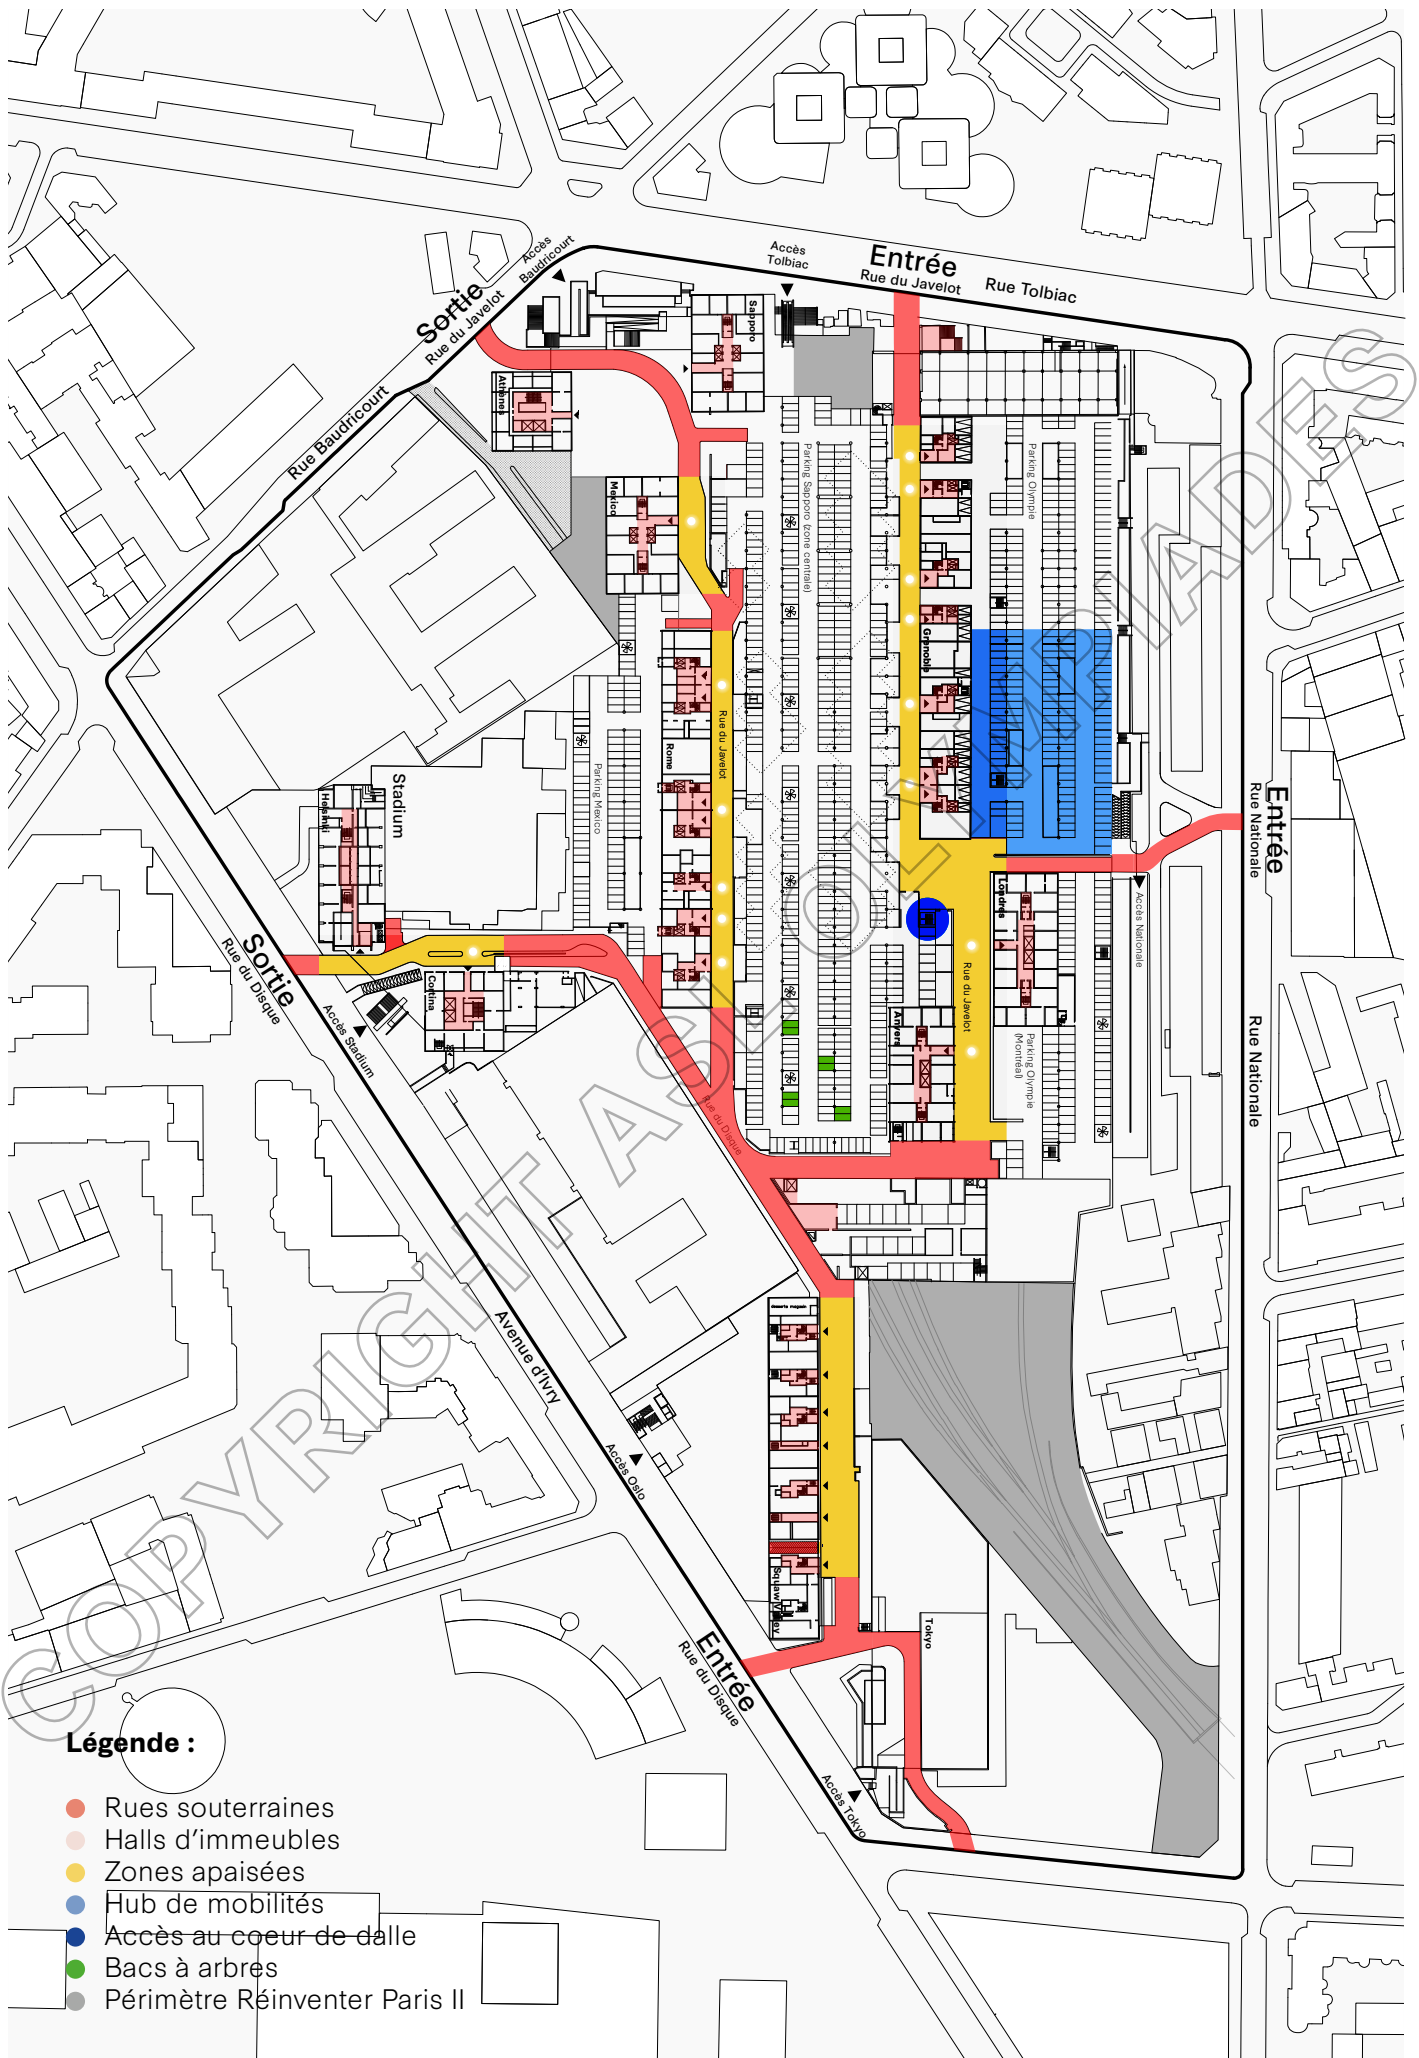 Accès
Baudricourt
Accès
Tolbiac
Entrée
Rue du Javelot
Rue Tolbiac
Sortie
Rue du Javelot
Rue Baudricourt
Sapporo
Athènes
Mexico
Parking Sapporo (zone centrale)
Parking Olympie
Grenoble
Rue du Javelot
Rome
Parking Mexico
Stadium
Helsinki
Entrée
Rue Nationale
Accès Nationale
Londres
Rue du Javelot
Anvers
Parking Olympie
(Montréal)
Rue Nationale
Sortie
Rue du Disque
Cortina
Accès Stadium
Rue du Disque
Avenue d'Ivry
desserte magasin
Accès Oslo
Squaw Valley
Tokyo
Entrée
Rue du Disque
Accès Tokyo
COPYRIGHT ASL OLYMPIADES
Légende :
Rues souterraines
Halls d'immeubles
Zones apaisées
Hub de mobilités
Accès au coeur de dalle
Bacs à arbres
Périmètre Réinventer Paris II